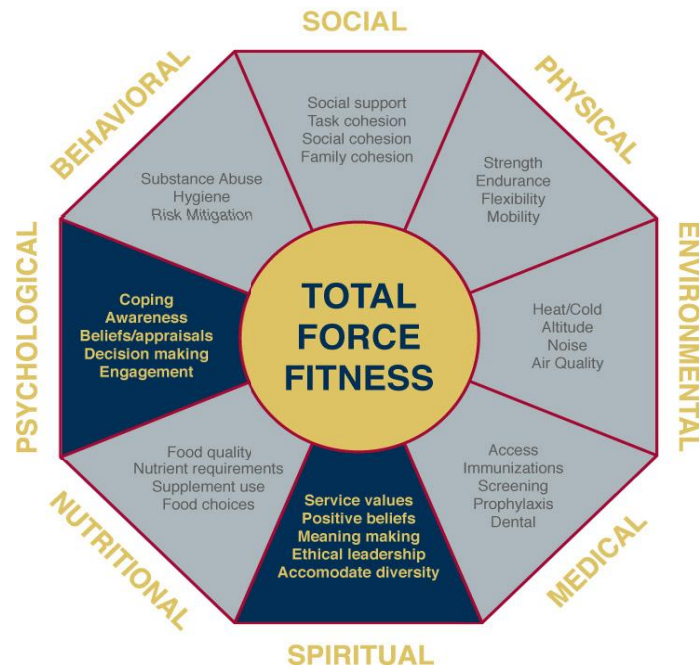 SOCIAL
Social support
Task cohesion
Social cohesion
Family cohesion
PHYSICAL
Strength
Endurance
Flexibility
Mobility
ENVIRONMENTAL
Heat/Cold
Altitude
Noise
Air Quality
MEDICAL
Access
Immunizations
Screening
Prophylaxis
Dental
SPIRITUAL
Service values
Positive beliefs
Meaning making
Ethical leadership
Accomodate diversity
NUTRITIONAL
Food quality
Nutrient requirements
Supplement use
Food choices
PSYCHOLOGICAL
Coping
Awareness
Beliefs/appraisals
Decision making
Engagement
BEHAVIORAL
Substance Abuse
Hygiene
Risk Mitigation
TOTAL
FORCE
FITNESS